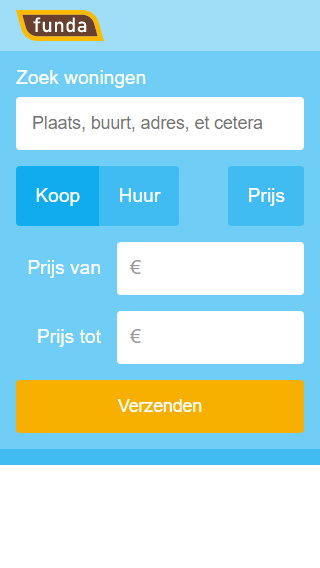 funda
Zoek woningen
Plaats, buurt, adres, et cetera
Koop Huur Prijs
Prijs van €
Prijs tot €
Verzenden